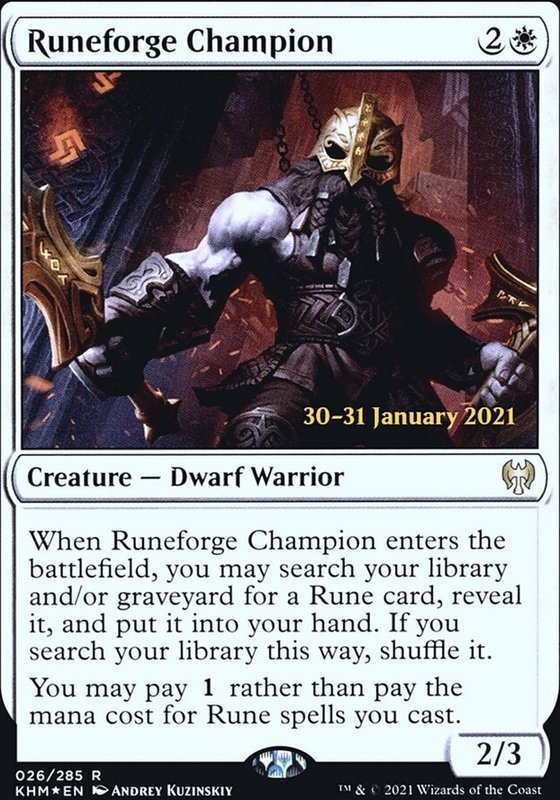 Runeforge Champion 2
30–31 January 2021
Creature — Dwarf Warrior
When Runeforge Champion enters the
battlefield, you may search your library
and/or graveyard for a Rune card, reveal
it, and put it into your hand. If you
search your library this way, shuffle it.
You may pay 1 rather than pay the
mana cost for Rune spells you cast.
2/3
026/285 R
KHM★EN Andrey Kuzinskiy
™ & © 2021 Wizards of the Coast